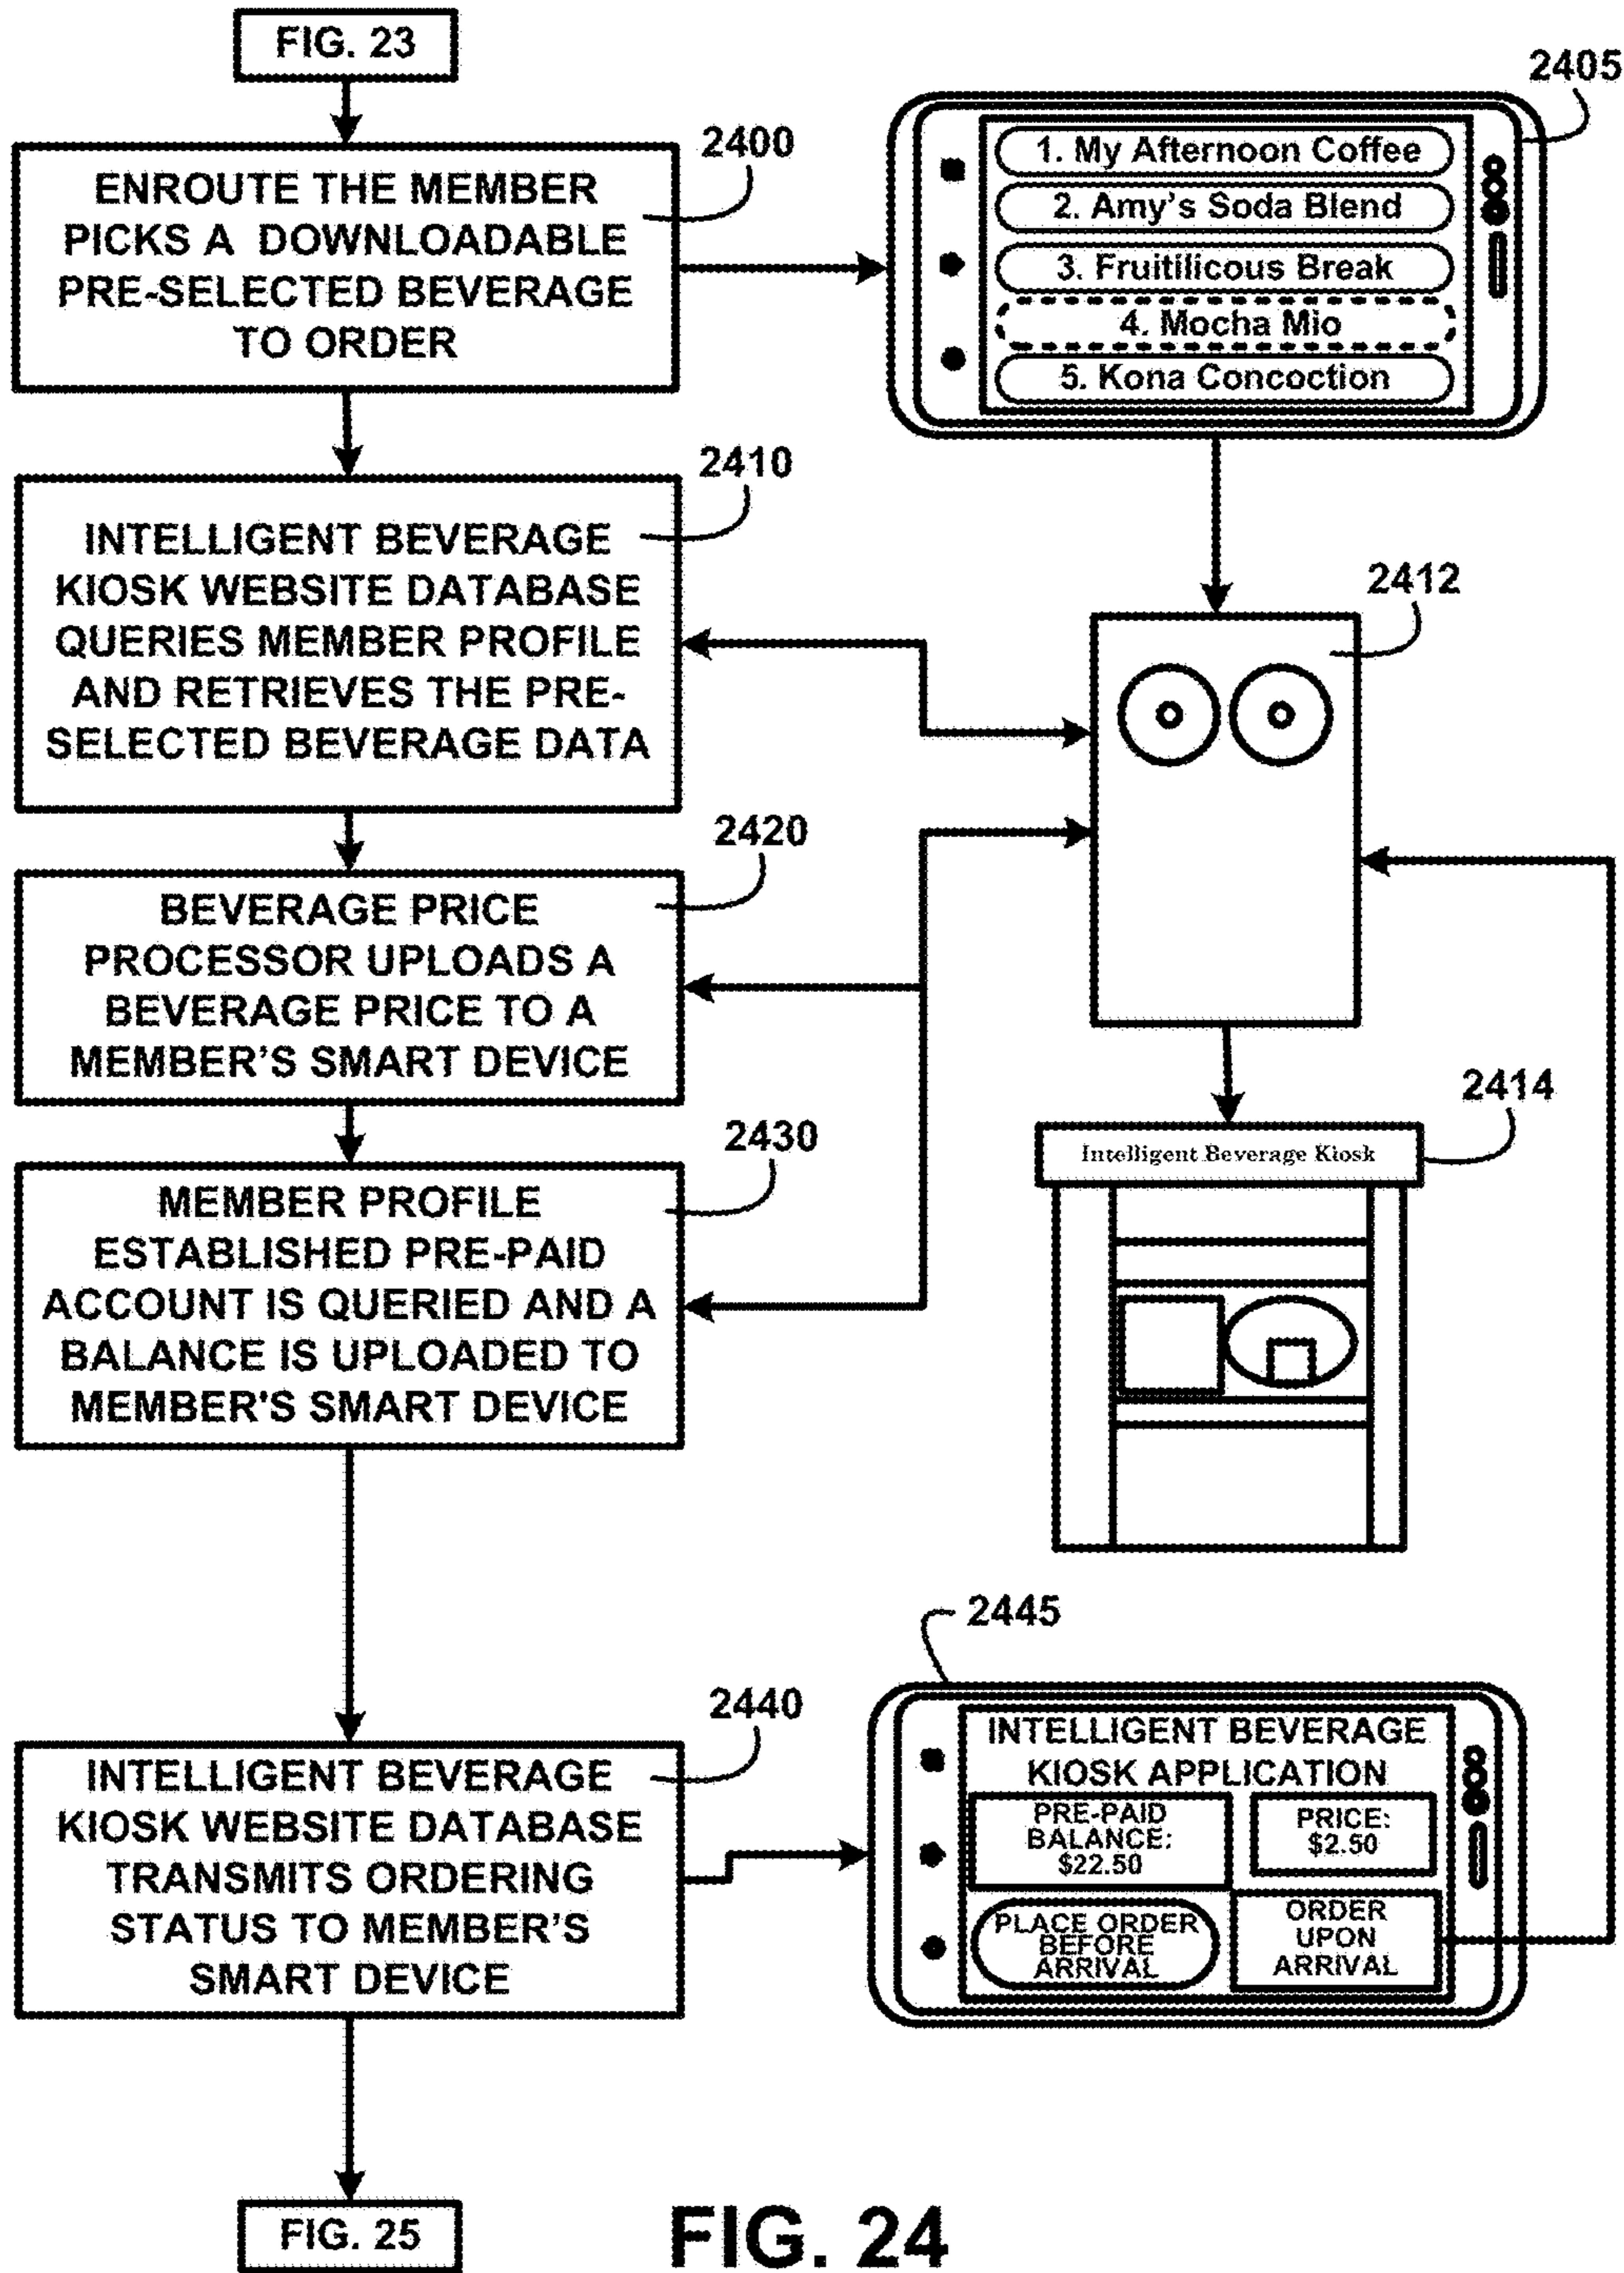 FIG. 23
2400
ENROUTE THE MEMBER
PICKS A DOWNLOADABLE
PRE-SELECTED BEVERAGE
TO ORDER
2405
1. My Afternoon Coffee
2. Amy's Soda Blend
3. Fruitilicous Break
4. Mocha Mio
5. Kona Concoction
2410
INTELLIGENT BEVERAGE
KIOSK WEBSITE DATABASE
QUERIES MEMBER PROFILE
AND RETRIEVES THE PRE-
SELECTED BEVERAGE DATA
2412
2420
BEVERAGE PRICE
PROCESSOR UPLOADS A
BEVERAGE PRICE TO A
MEMBER'S SMART DEVICE
2414
Intelligent Beverage Kiosk
2430
MEMBER PROFILE
ESTABLISHED PRE-PAID
ACCOUNT IS QUERIED AND A
BALANCE IS UPLOADED TO
MEMBER'S SMART DEVICE
2440
INTELLIGENT BEVERAGE
KIOSK WEBSITE DATABASE
TRANSMITS ORDERING
STATUS TO MEMBER'S
SMART DEVICE
2445
INTELLIGENT BEVERAGE
KIOSK APPLICATION
PRE-PAID
BALANCE:
$22.50
PRICE:
$2.50
PLACE ORDER
BEFORE
ARRIVAL
ORDER
UPON
ARRIVAL
FIG. 25
FIG. 24